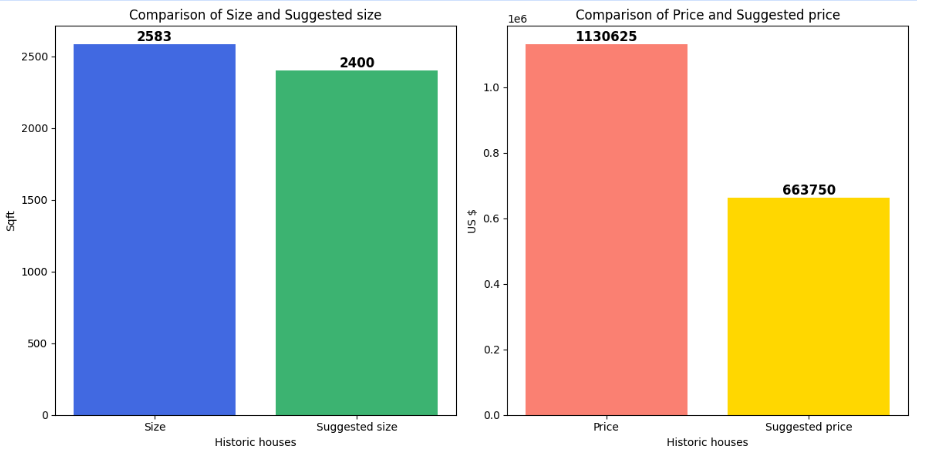 Comparison of Size and Suggested size
2583
2400
2500
2000
1500
1000
500
0
Sqft
Size
Suggested size
Historic houses
1e6
Comparison of Price and Suggested price
1130625
663750
1.0
0.8
0.6
0.4
0.2
0.0
US $
Price
Suggested price
Historic houses